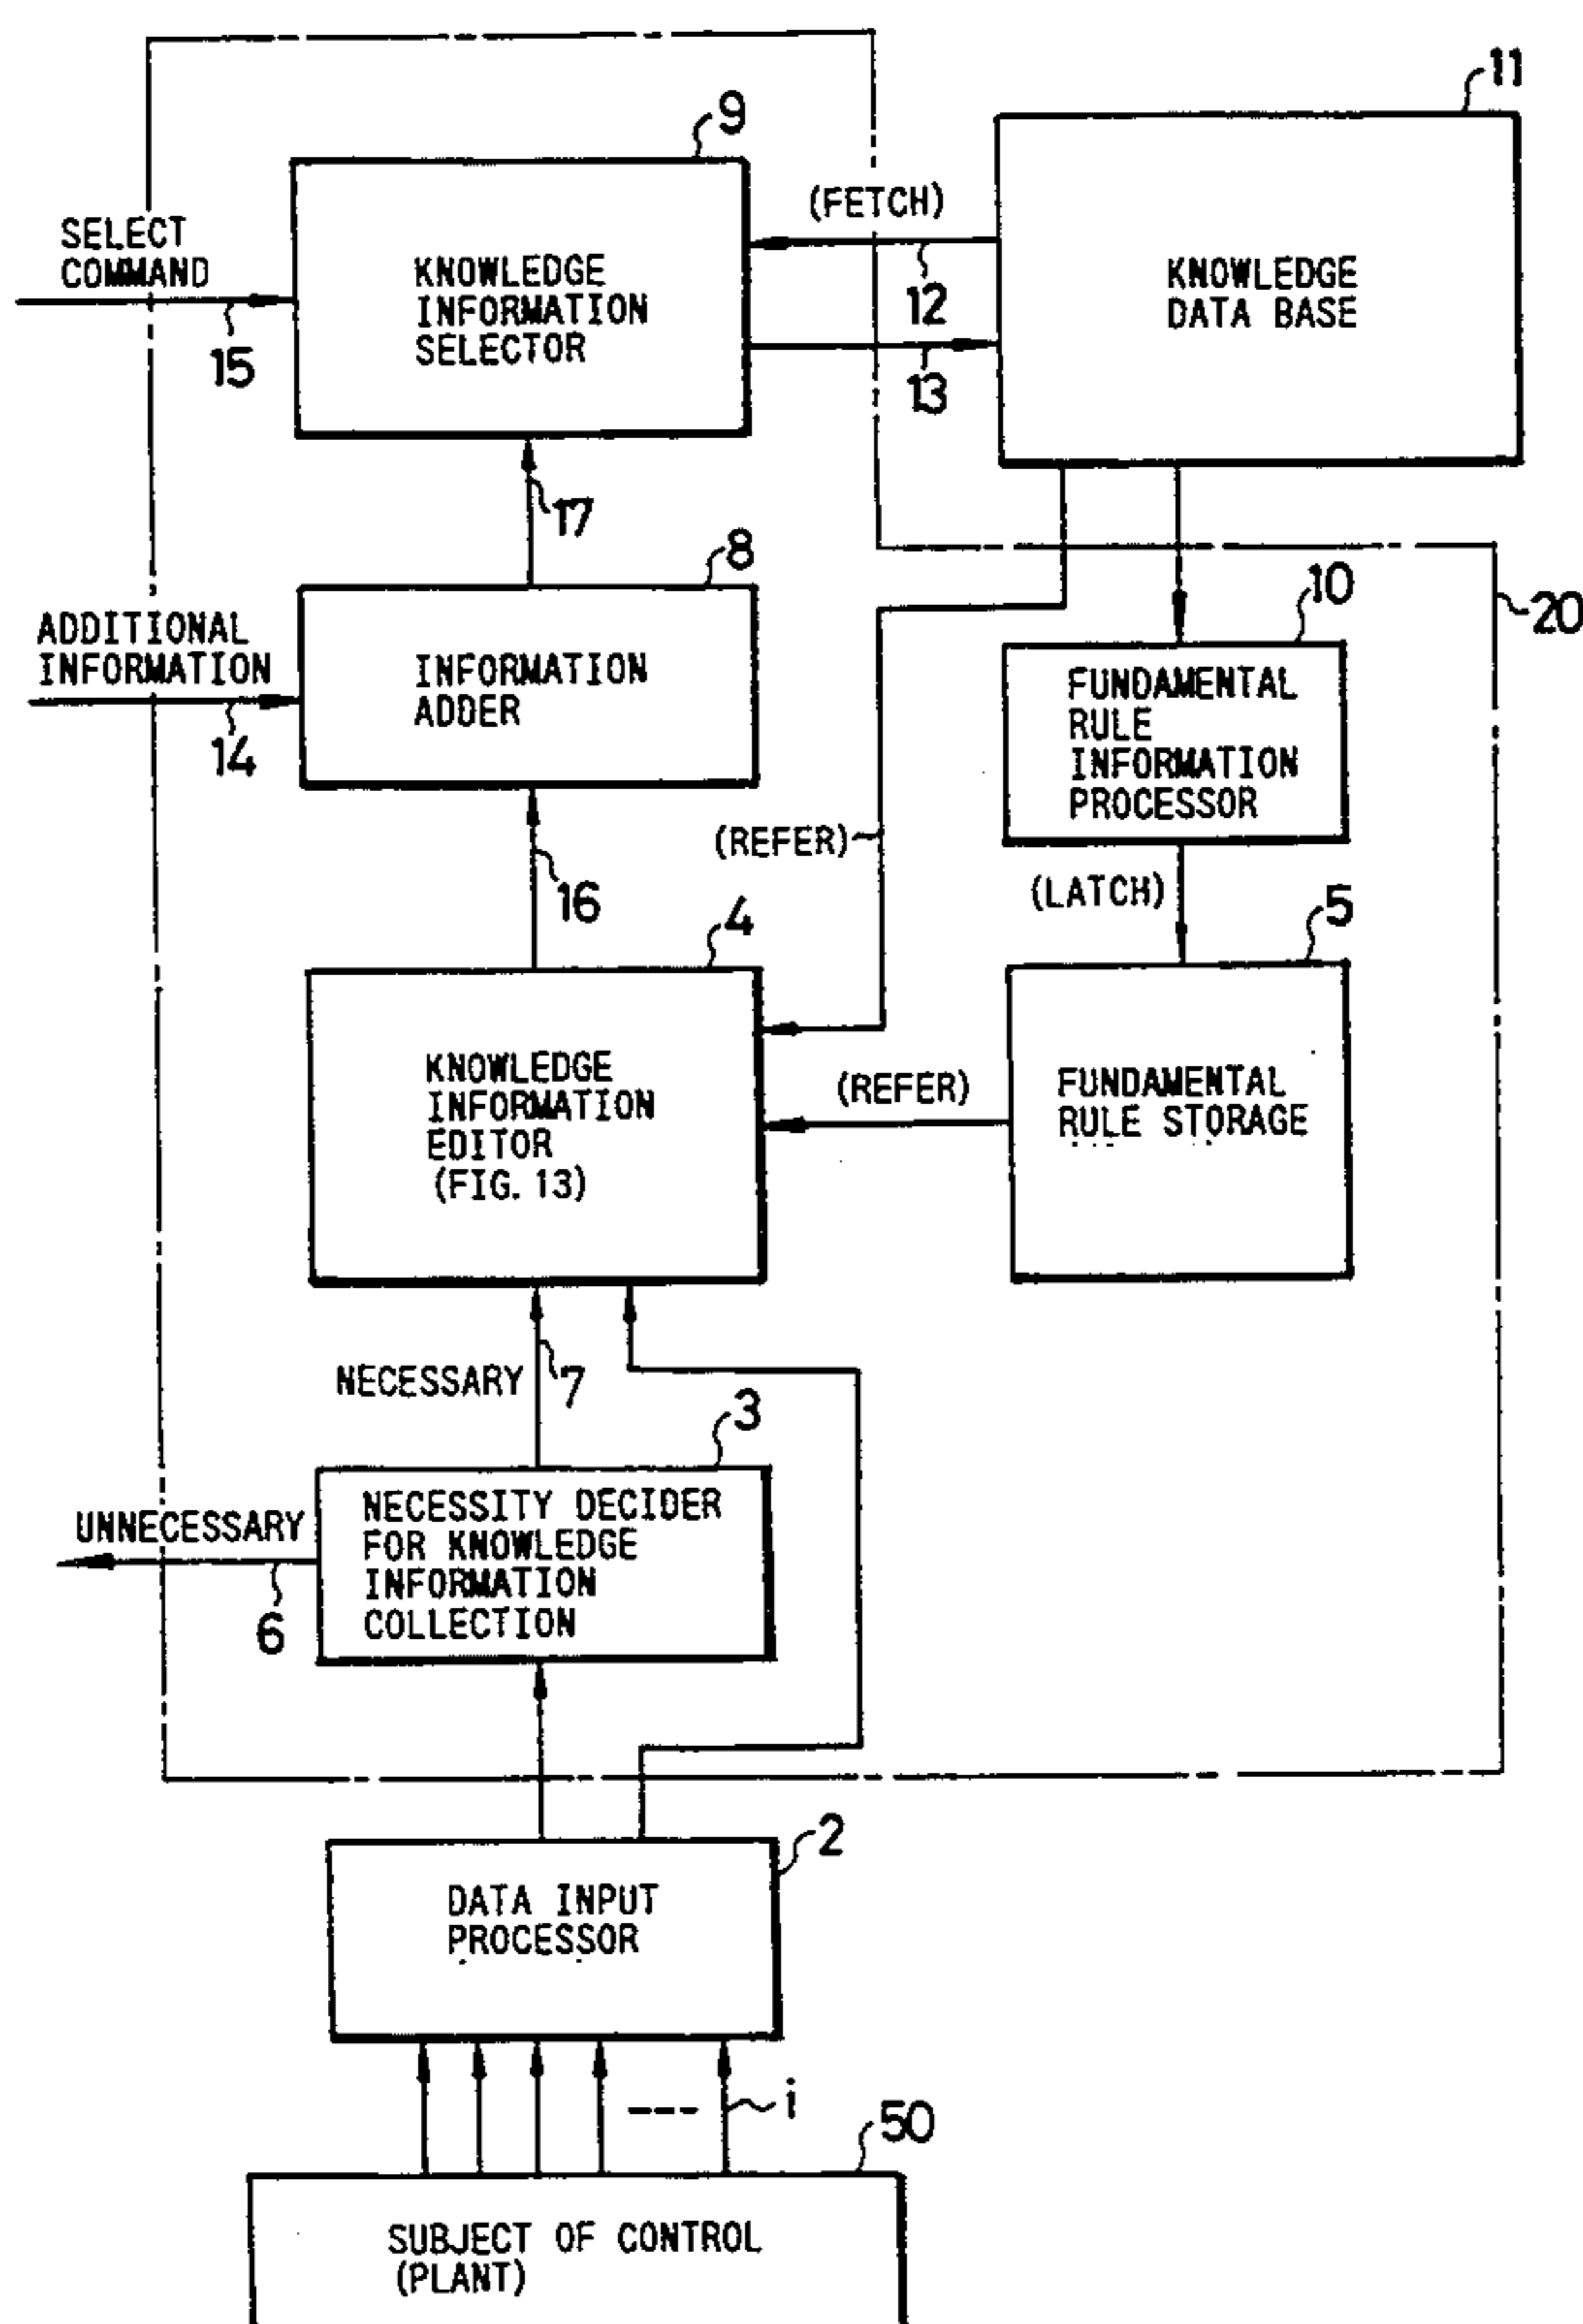 11
9
(FETCH)
SELECT
COMMAND
KNOWLEDGE
INFORMATION
SELECTOR
KNOWLEDGE
DATA BASE
12
15
13
17
8
10
20
ADDITIONAL
INFORMATION
INFORMATION
ADDER
FUNDAMENTAL
RULE
INFORMATION
PROCESSOR
14
(REFER)
16
(LATCH)
5
4
KNOWLEDGE
INFORMATION
EDITOR
(FIG. 13)
(REFER)
FUNDAMENTAL
RULE STORAGE
NECESSARY
7
3
UNNECESSARY
NECESSITY DECIDER
FOR KNOWLEDGE
INFORMATION
COLLECTION
6
2
DATA INPUT
PROCESSOR
---
i
50
SUBJECT OF CONTROL
(PLANT)